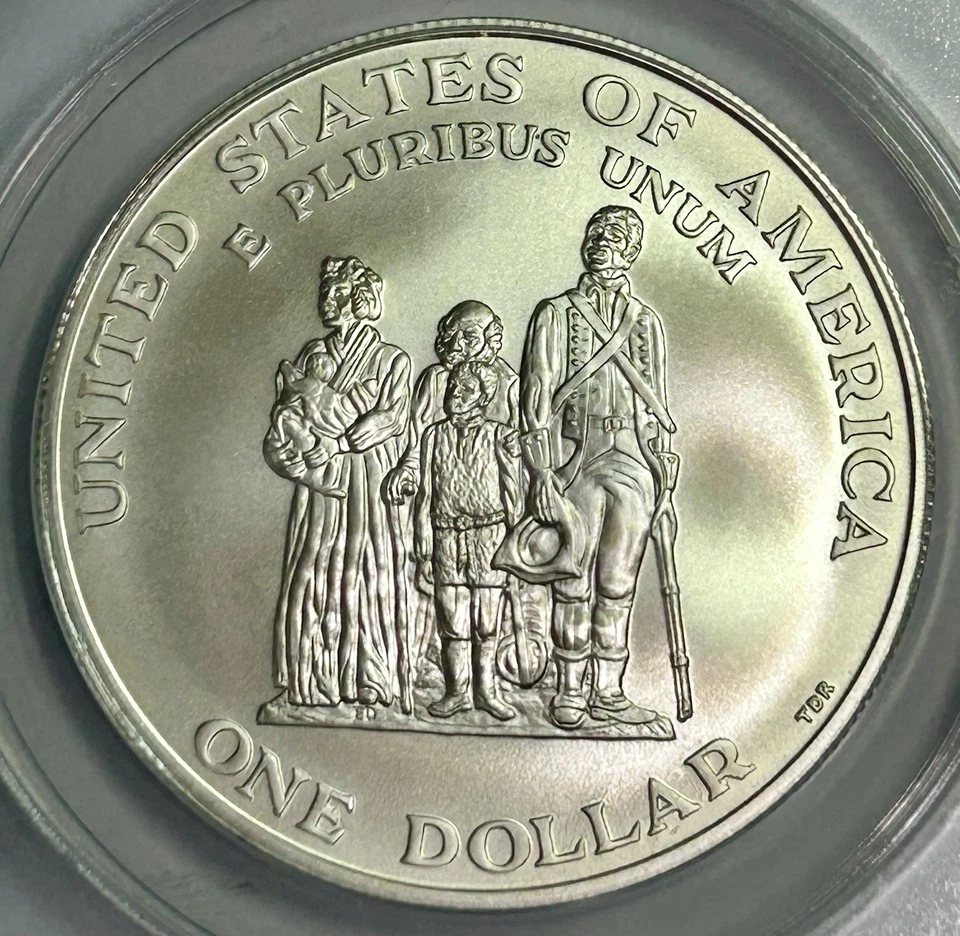 UNITED STATES OF AMERICA
E PLURIBUS UNUM
TDR
ONE DOLLAR